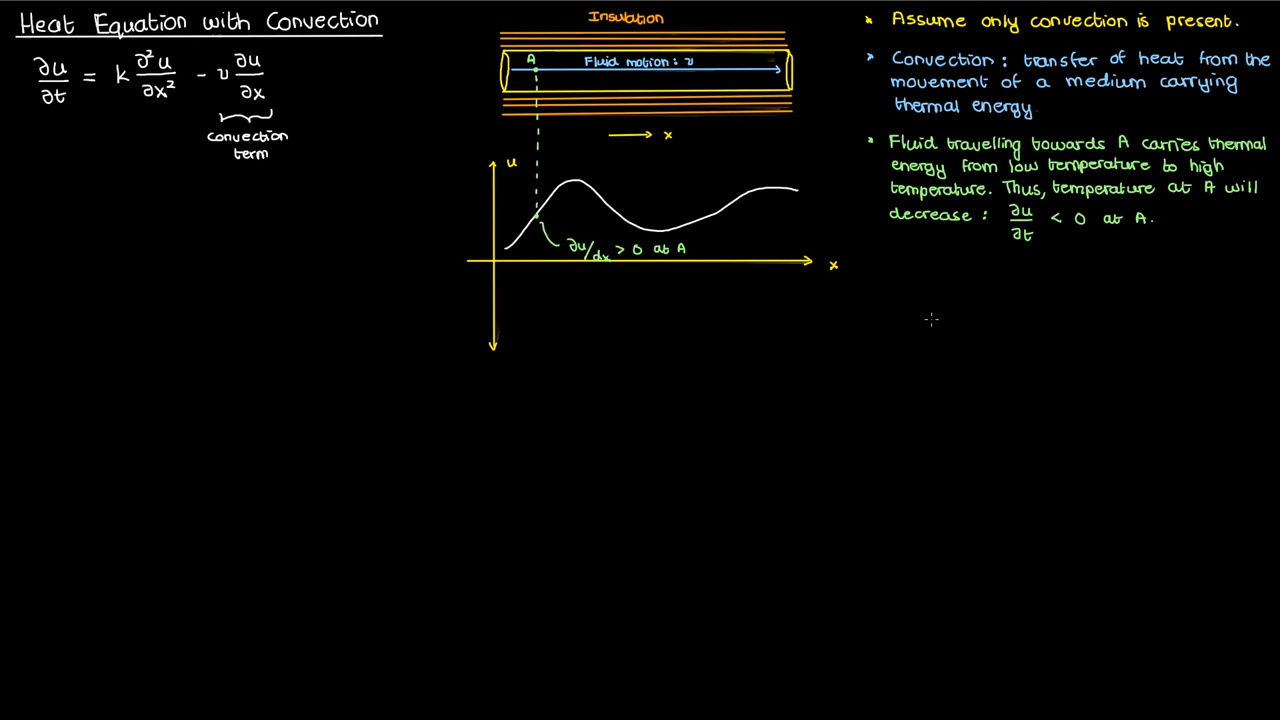 Heat Equation with Convection
∂u/∂t = k ∂²u/∂x² - v ∂u/∂x
convection
term
Insulation
A
Fluid motion: v
x
u
∂u/dx > 0 at A
x
* Assume only convection is present.
* Convection: transfer of heat from the
movement of a medium carrying
thermal energy.
* Fluid travelling towards A carries thermal
energy from low temperature to high
temperature. Thus, temperature at A will
decrease: ∂u/∂t < 0 at A.